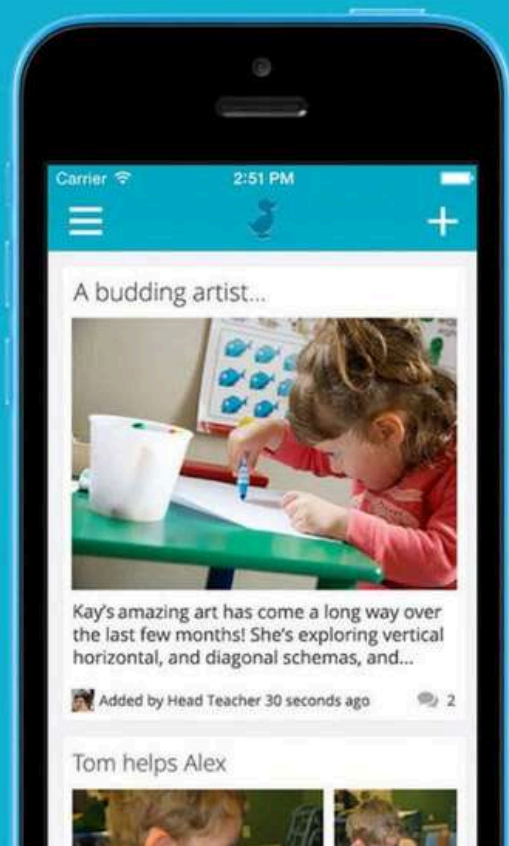 Carrier
2:51 PM
A budding artist...
Kay's amazing art has come a long way over
the last few months! She's exploring vertical
horizontal, and diagonal schemas, and...
Added by Head Teacher 30 seconds ago
2
Tom helps Alex